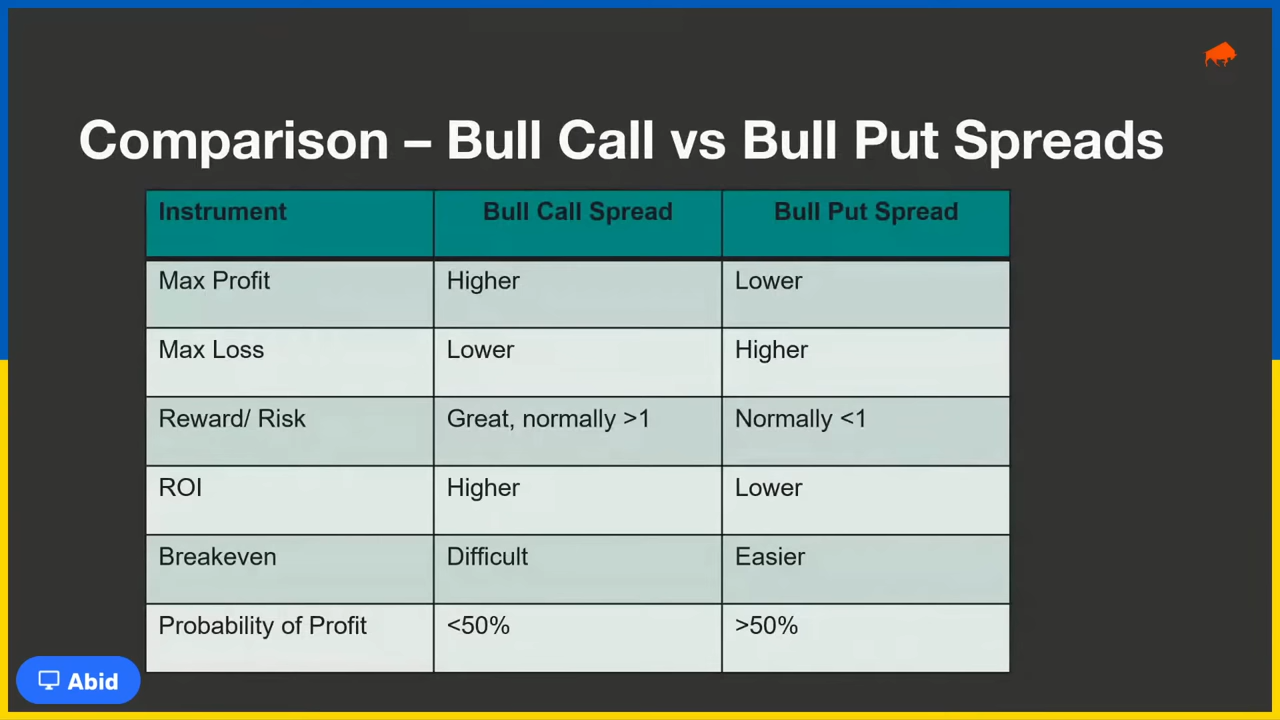 Comparison – Bull Call vs Bull Put Spreads
Instrument Bull Call Spread Bull Put Spread
Max Profit Higher Lower
Max Loss Lower Higher
Reward/ Risk Great, normally >1 Normally <1
ROI Higher Lower
Breakeven Difficult Easier
Probability of Profit <50% >50%
Abid